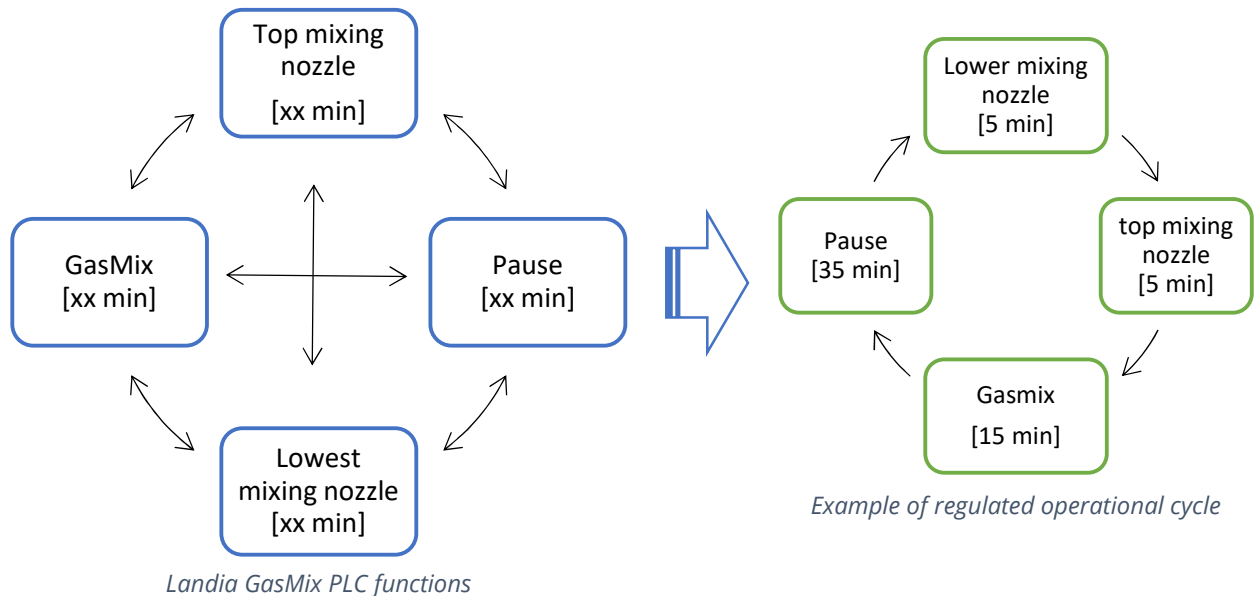 Top mixing
nozzle
[xx min]
GasMix
[xx min]
Pause
[xx min]
Lowest
mixing nozzle
[xx min]
Landia GasMix PLC functions
Lower mixing
nozzle
[5 min]
Pause
[35 min]
top mixing
nozzle
[5 min]
Gasmix
[15 min]
Example of regulated operational cycle